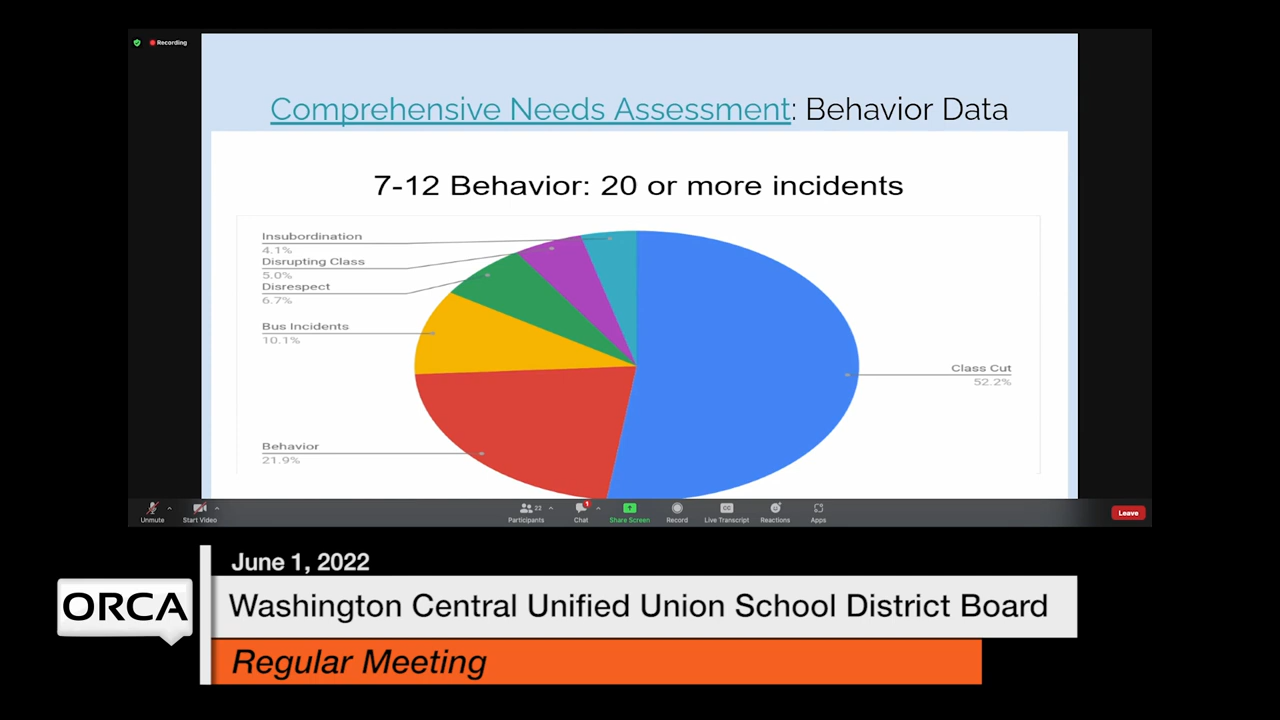 Recording
Comprehensive Needs Assessment: Behavior Data
7-12 Behavior: 20 or more incidents
Insubordination
4.1%
Disrupting Class
5.0%
Disrespect
6.7%
Bus Incidents
10.1%
Class Cut
52.2%
Behavior
21.9%
Unmute
Start Video
22
Participants
1
Chat
Share Screen
Record
CC
Live Transcript
Reactions
Apps
Leave
June 1, 2022
ORCA
Washington Central Unified Union School District Board
Regular Meeting